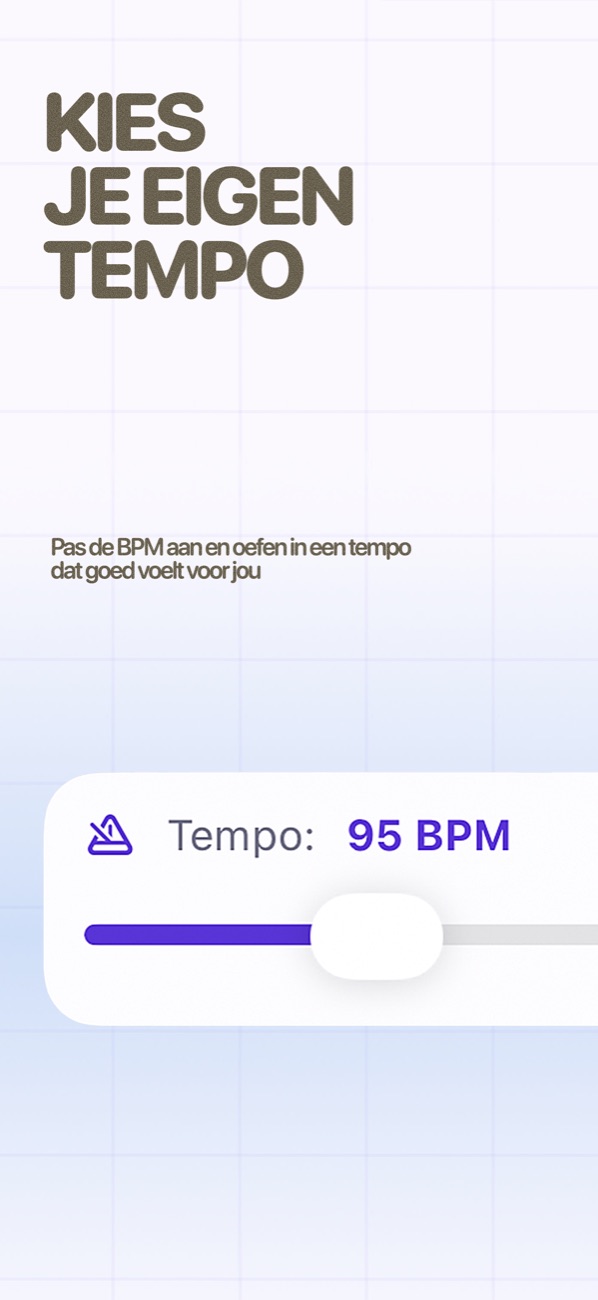 KIES
JE EIGEN
TEMPO
Pas de BPM aan en oefen in een tempo
dat goed voelt voor jou
Tempo: 95 BPM